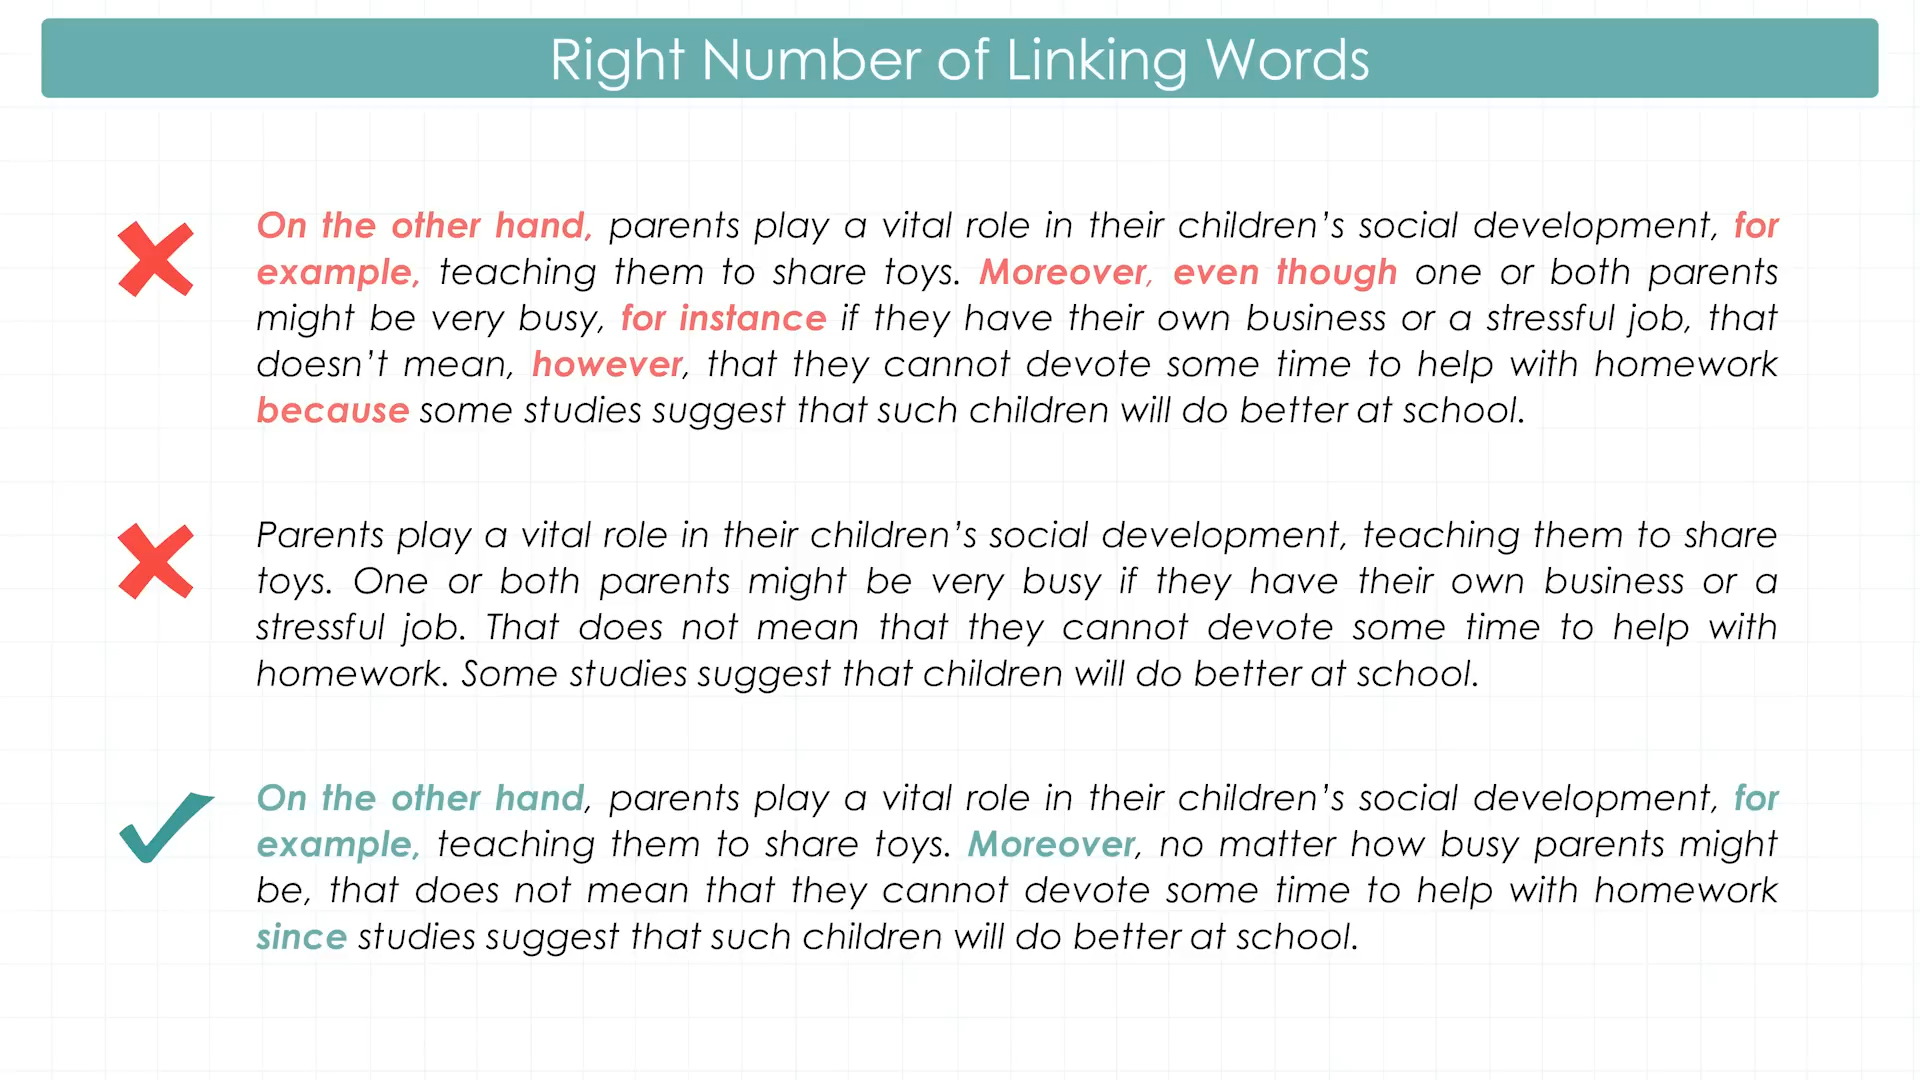 Right Number of Linking Words
On the other hand, parents play a vital role in their children’s social development, for
example, teaching them to share toys. Moreover, even though one or both parents
might be very busy, for instance if they have their own business or a stressful job, that
doesn’t mean, however, that they cannot devote some time to help with homework
because some studies suggest that such children will do better at school.
Parents play a vital role in their children’s social development, teaching them to share
toys. One or both parents might be very busy if they have their own business or a
stressful job. That does not mean that they cannot devote some time to help with
homework. Some studies suggest that children will do better at school.
On the other hand, parents play a vital role in their children’s social development, for
example, teaching them to share toys. Moreover, no matter how busy parents might
be, that does not mean that they cannot devote some time to help with homework
since studies suggest that such children will do better at school.